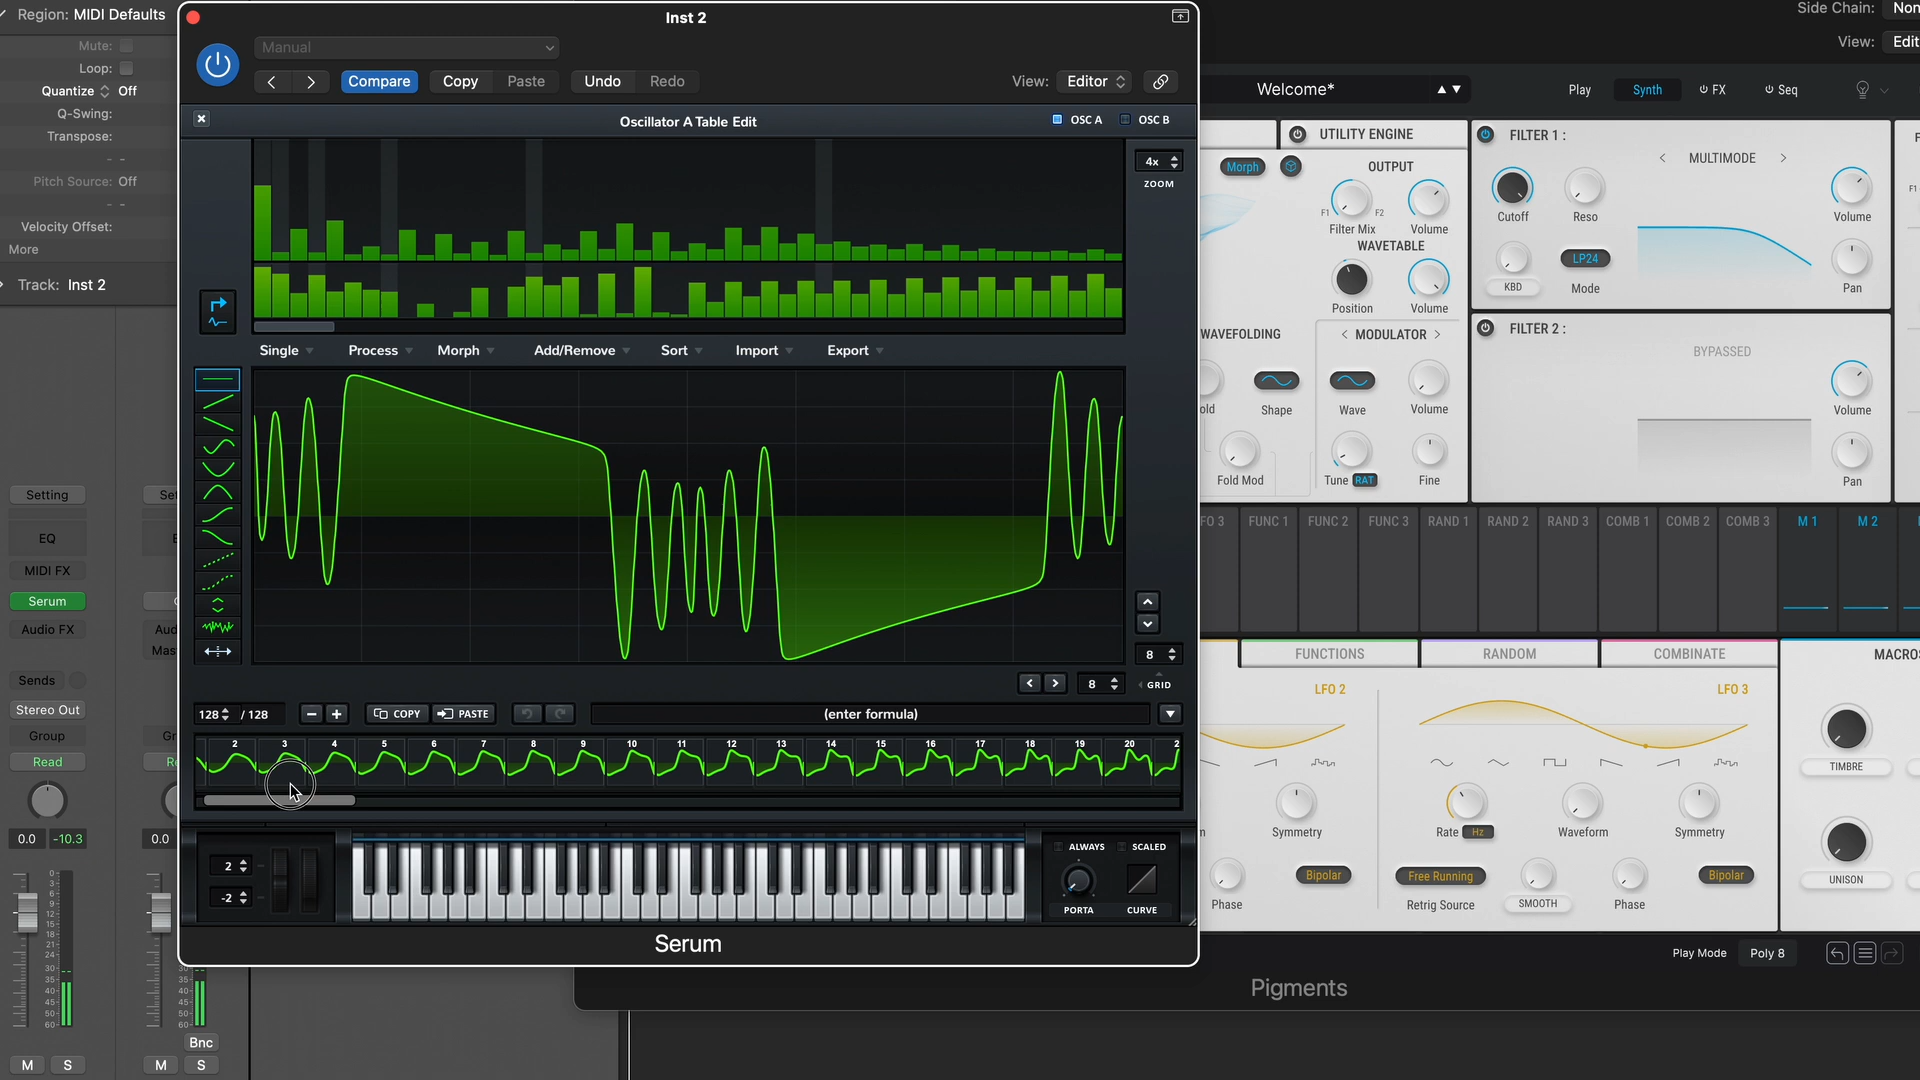 Region: MIDI Defaults
Mute:
Loop:
Quantize Off
Q-Swing:
Transpose:
- -
Pitch Source: Off
- -
Velocity Offset:
More
Track: Inst 2
Setting
EQ
MIDI FX
Serum
Audio FX
Sends
Stereo Out
Group
Read
0.0 -10.3
0.0
Bnc
M S M S
Inst 2
Manual
Compare Copy Paste Undo Redo View: Editor
Oscillator A Table Edit
OSC A OSC B
4x
ZOOM
Single Process Morph Add/Remove Sort Import Export
8
8
GRID
128 / 128 COPY PASTE (enter formula)
2 3 4 5 6 7 8 9 10 11 12 13 14 15 16 17 18 19 20 2
2
-2
ALWAYS SCALED
PORTA CURVE
Serum
Side Chain: Non
View: Edit
Welcome* Play Synth FX Seq
UTILITY ENGINE
Morph
OUTPUT
F1 F2
Filter Mix Volume
WAVETABLE
Position Volume
WAVEFOLDING MODULATOR
old Shape Wave Volume
Fold Mod Tune RAT Fine
FILTER 1 :
MULTIMODE
Cutoff Reso Volume
KBD LP24
Mode Pan
FILTER 2 :
BYPASSED
Volume
Pan
F1
FO 3 FUNC 1 FUNC 2 FUNC 3 RAND 1 RAND 2 RAND 3 COMB 1 COMB 2 COMB 3 M 1 M 2
FUNCTIONS RANDOM COMBINATE MACROS
LFO 2 LFO 3
Symmetry Rate Hz Waveform Symmetry
Bipolar Free Running Bipolar
Phase Retrig Source SMOOTH Phase
TIMBRE
UNISON
Play Mode Poly 8
Pigments